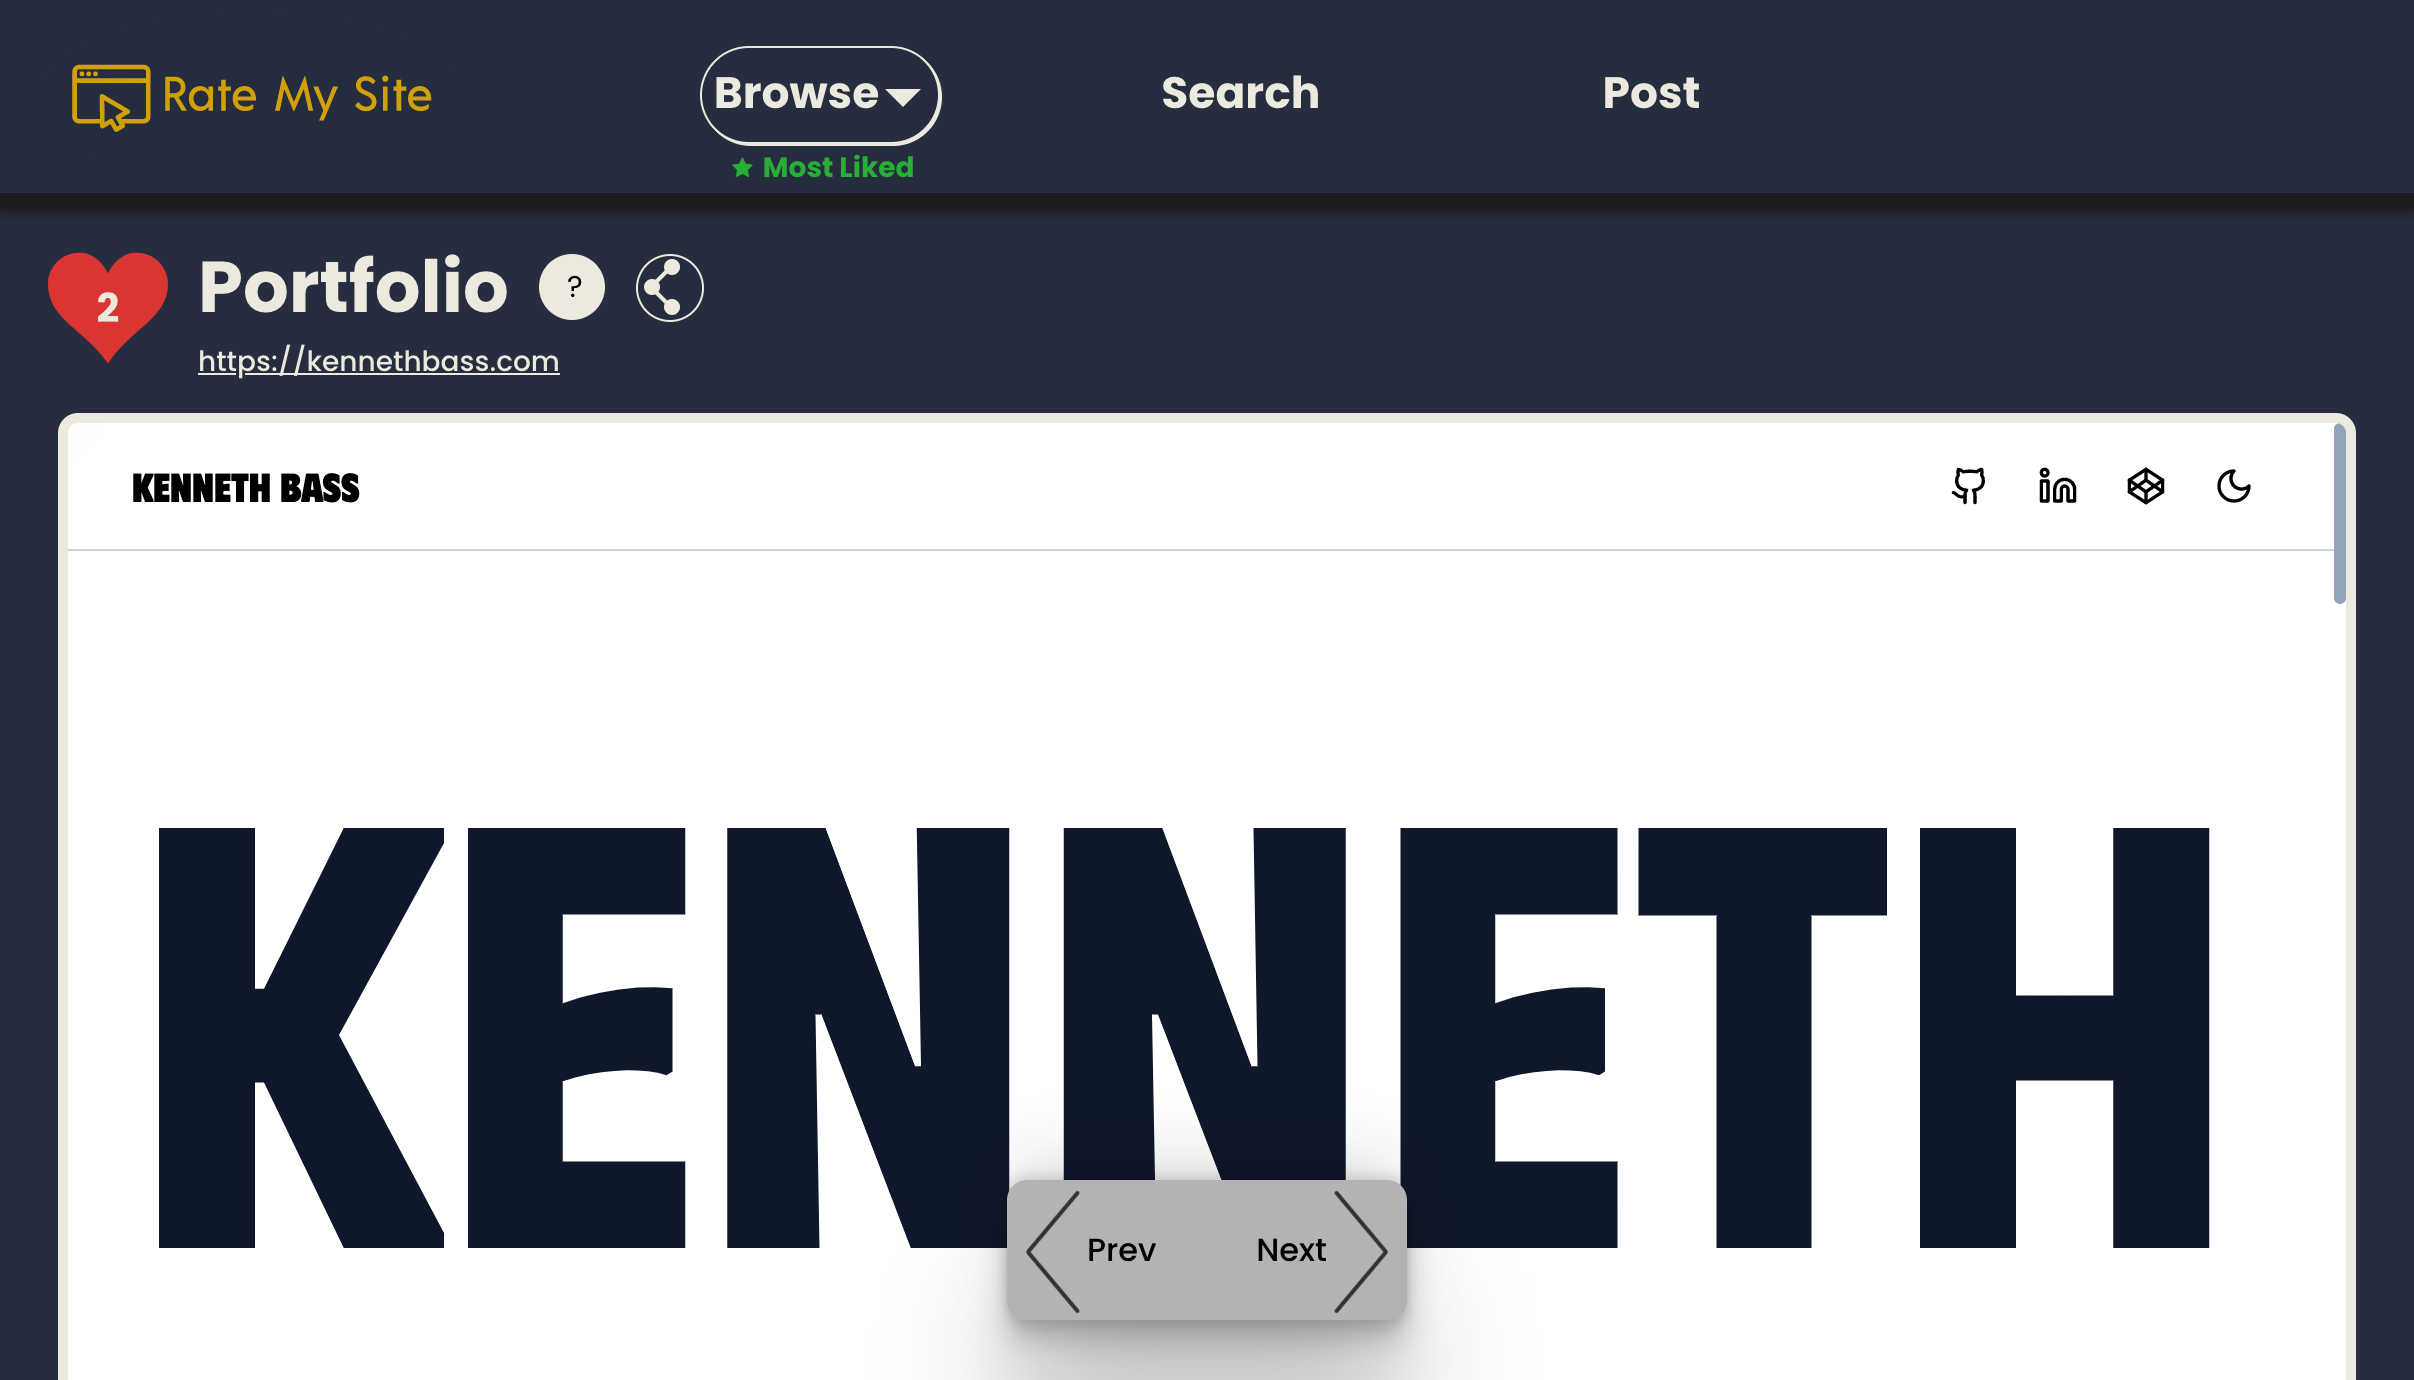 Rate My Site
Browse
Search
Post
Most Liked
2
Portfolio
?
https://kennethbass.com
KENNETH BASS
KENNETH
Prev
Next